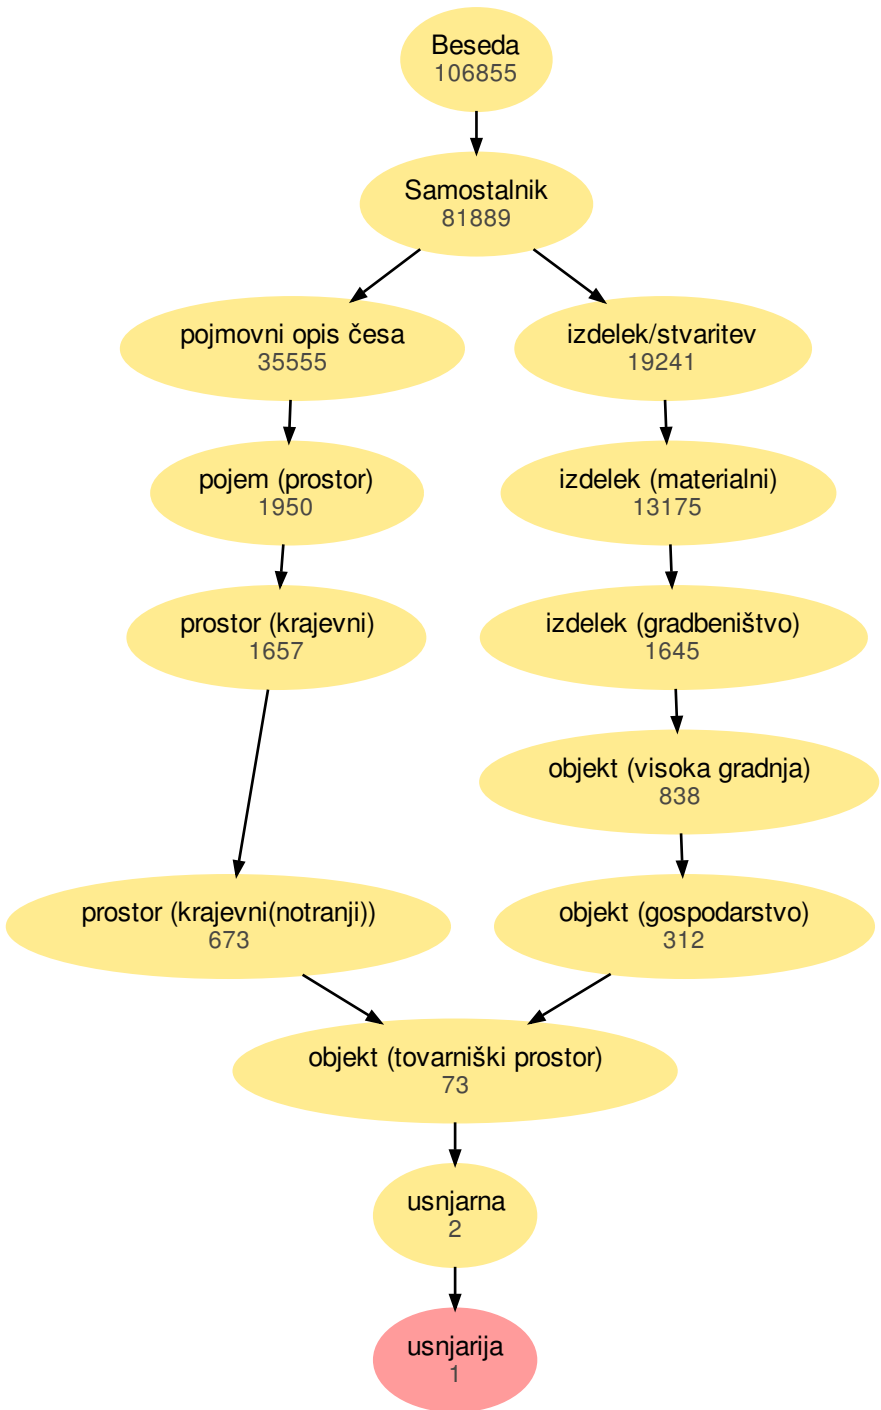 Beseda
106855
Samostalnik
81889
pojmovni opis česa
35555
izdelek/stvaritev
19241
pojem (prostor)
1950
izdelek (materialni)
13175
prostor (krajevni)
1657
izdelek (gradbeništvo)
1645
objekt (visoka gradnja)
838
prostor (krajevni(notranji))
673
objekt (gospodarstvo)
312
objekt (tovarniški prostor)
73
usnjarna
2
usnjarija
1